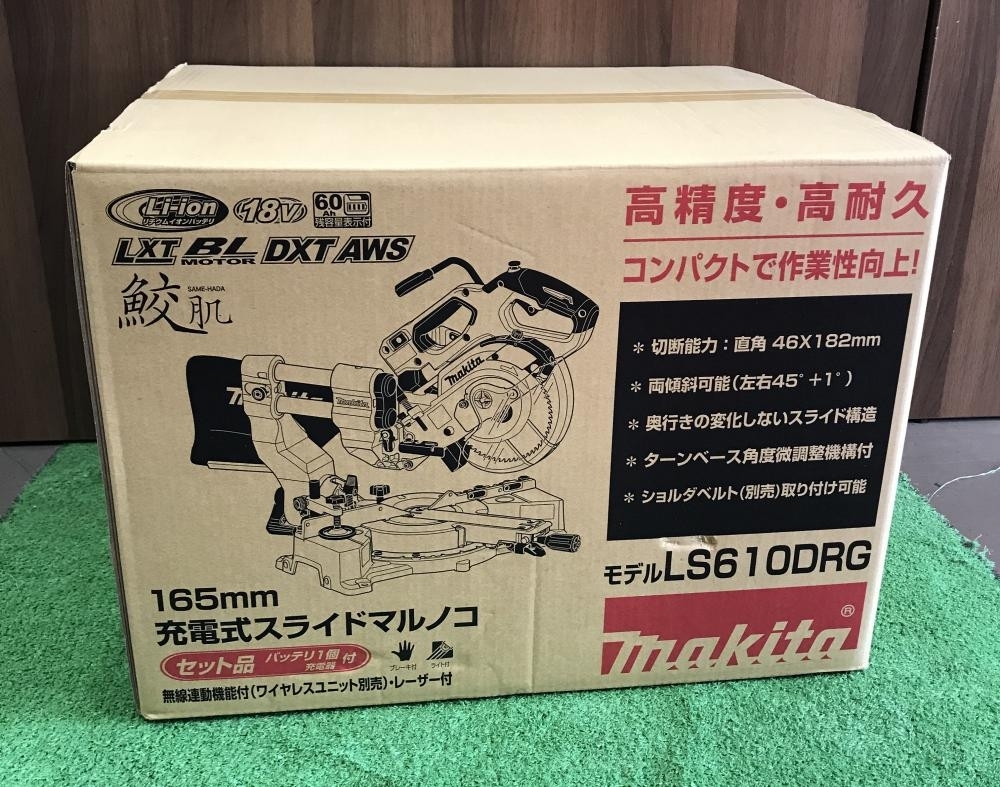 Li-ion
リチウムイオンバッテリ
18V
6.0
Ah
残容量表示付
LXT BL MOTOR DXT AWS
鮫肌
SAME-HADA
高精度・高耐久
コンパクトで作業性向上!
＊ 切断能力：直角 46X182mm
＊ 両傾斜可能(左右45°+1°)
＊ 奥行きの変化しないスライド構造
＊ ターンベース角度微調整機構付
＊ ショルダベルト(別売)取り付け可能
makita
makita
モデルLS610DRG
makita®
165mm
充電式スライドマルノコ
セット品 バッテリ1個 充電器 付
ブレーキ付
ライト付
無線連動機能付(ワイヤレスユニット別売)・レーザー付